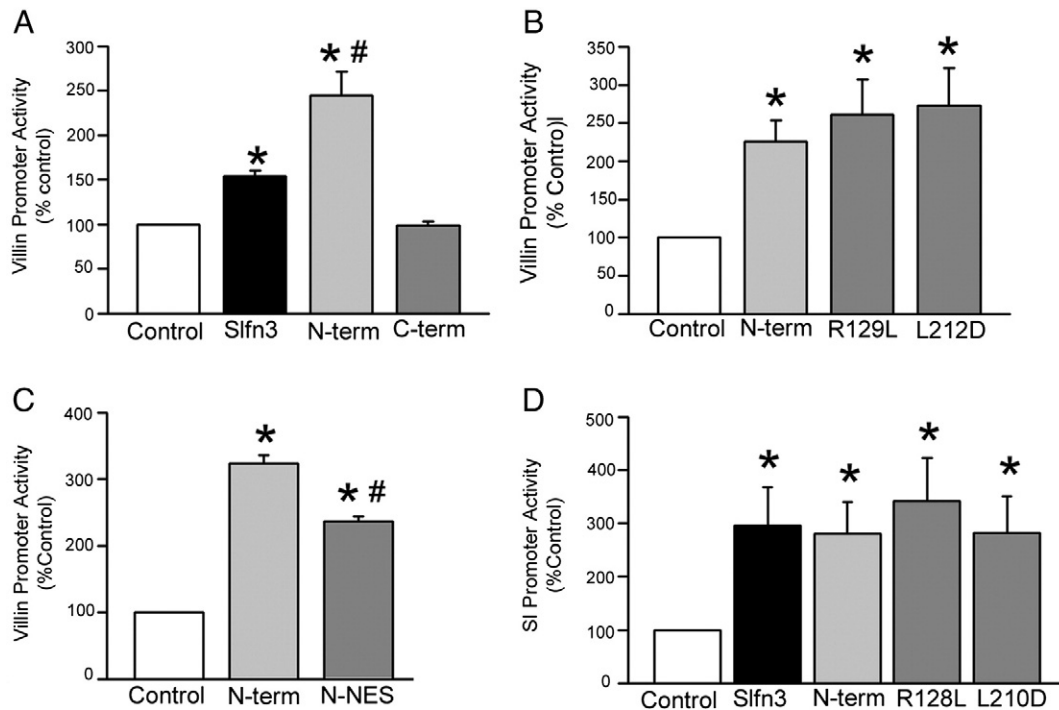 A
Villin Promoter Activity
(% control)
300
250
200
150
100
50
0
*
* #
Control Slfn3 N-term C-term
B
Villin Promoter Activity
(% Contro)l
350
300
250
200
150
100
50
0
*
*
*
Control N-term R129L L212D
C
Villin Promoter Activity
(%Control)
400
300
200
100
0
*
* #
Control N-term N-NES
D
SI Promoter Activity
(%Control)
500
400
300
200
100
0
*
*
*
*
Control Slfn3 N-term R128L L210D